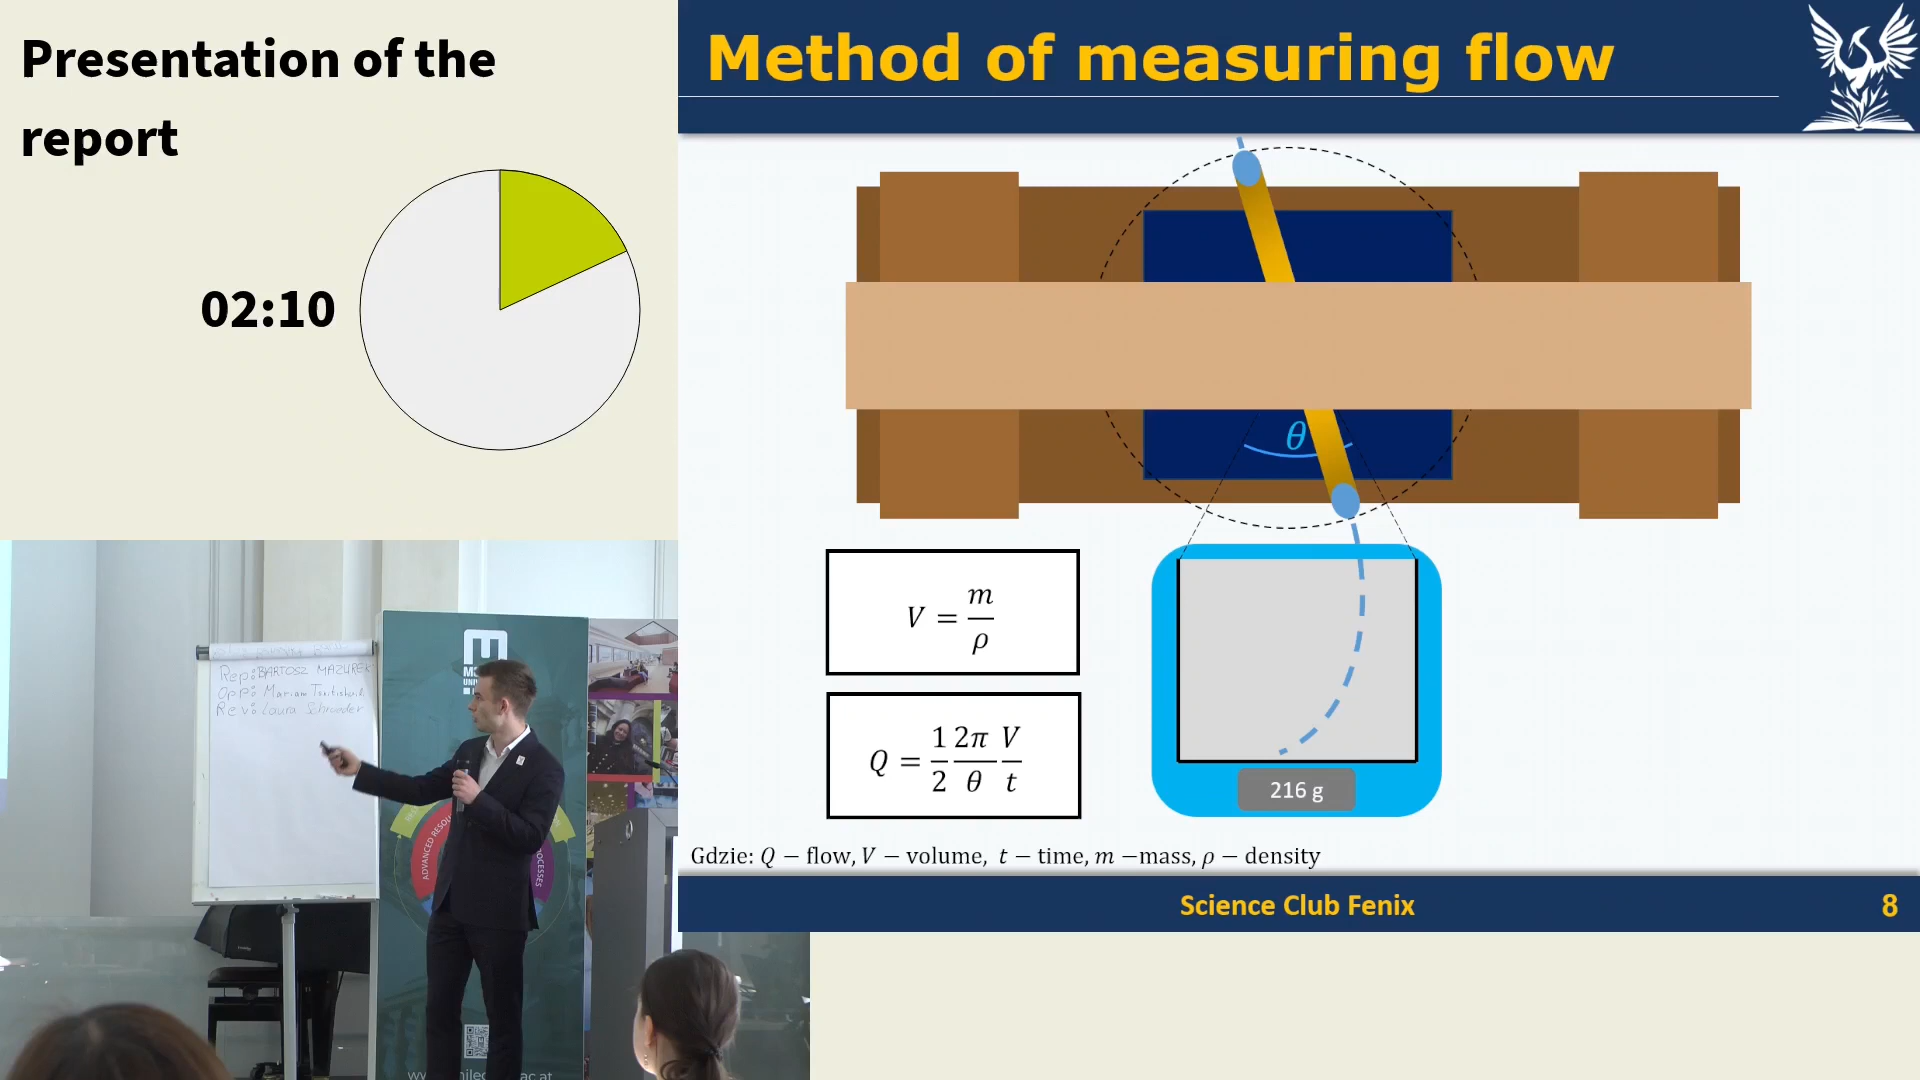 Presentation of the
report
02:10
Method of measuring flow
θ
V = m/ρ
Q = 1/2 2π/θ V/t
216 g
Gdzie: Q – flow, V – volume, t – time, m –mass, ρ – density
Science Club Fenix
8
Rep: BARTOSZ MAZUREK
Opp: Mariam
Rev: Laura Schroeder
ADVANCED